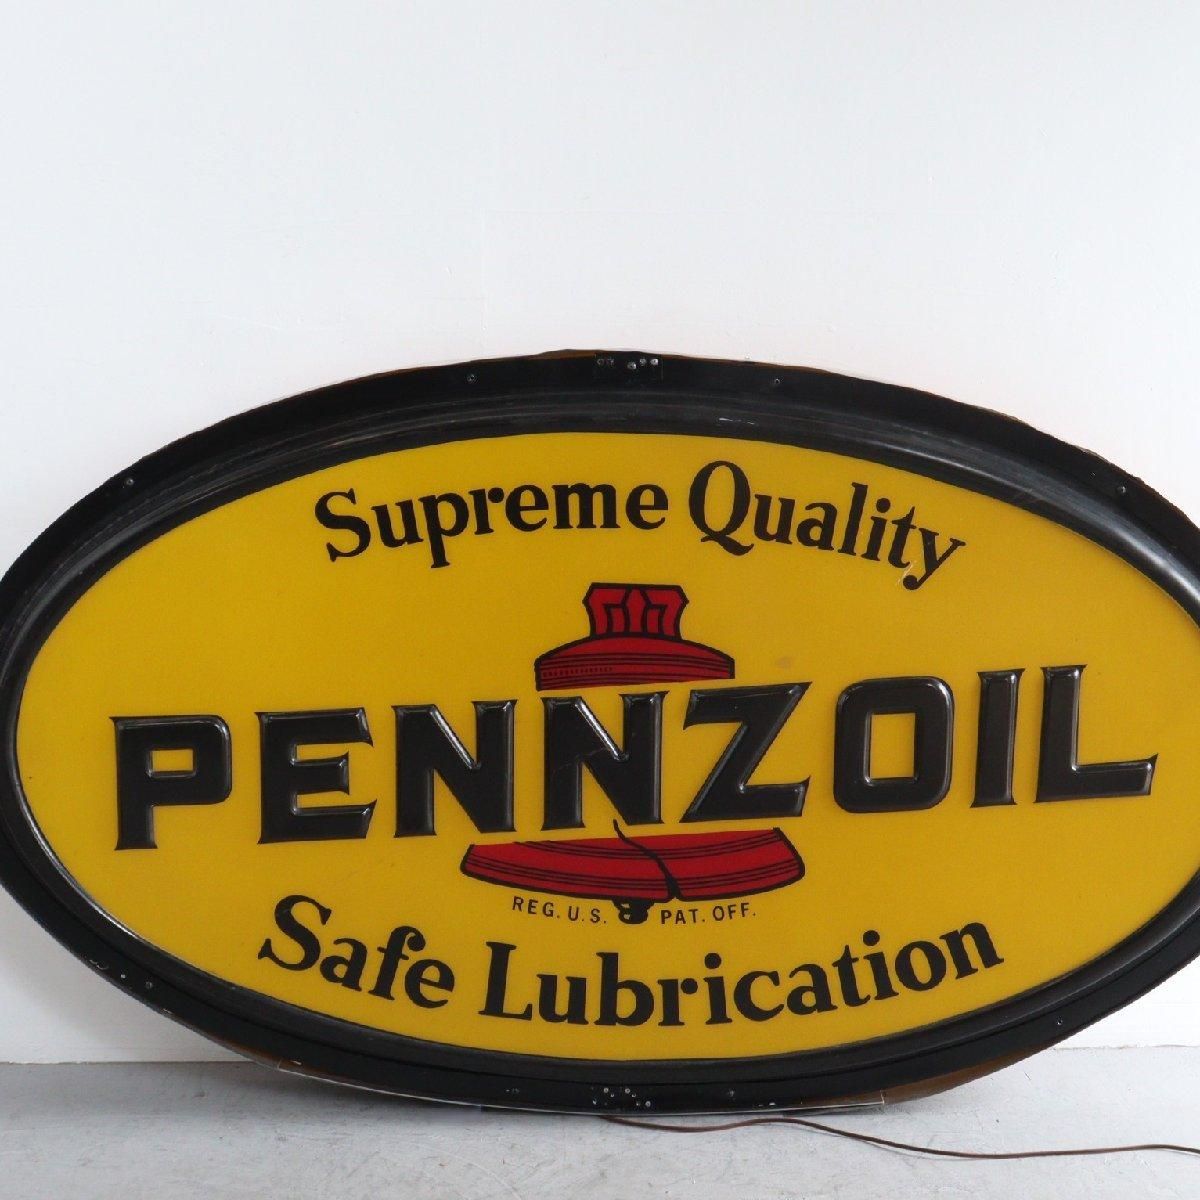 Supreme Quality
PENNZOIL
REG. U.S. PAT. OFF.
Safe Lubrication